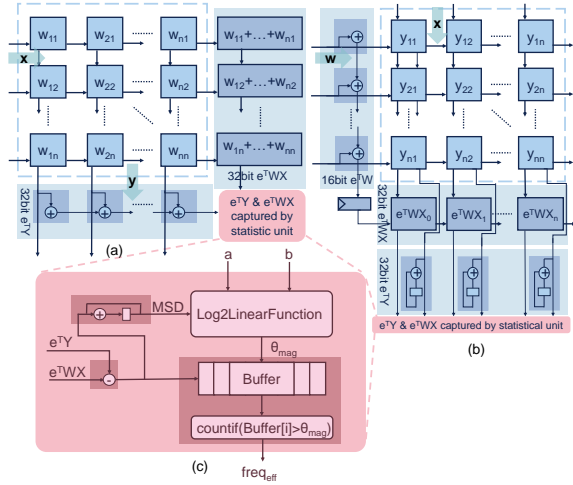 w11 w21 ........ wn1 w11+...+wn1
x
w12 w22 wn2 w12+...+wn2
w1n w2n ........ wnn w1n+...+wnn
y
32bit eᵀWX
32bit eᵀY
(a)
eᵀY & eᵀWX
captured by
statistic unit
x
y11 y12 ........ y1n
w
y21 y22 y2n
yn1 yn2 ........ ynn
16bit eᵀW
32bit eᵀWX
eᵀWX0 eᵀWX1 ........ eᵀWXn
32bit eᵀY
eᵀY & eᵀWX captured by statistical unit
(b)
a b
MSD
Log2LinearFunction
eᵀY
θmag
eᵀWX
Buffer
countif(Buffer[i]>θmag)
(c)
freqeff